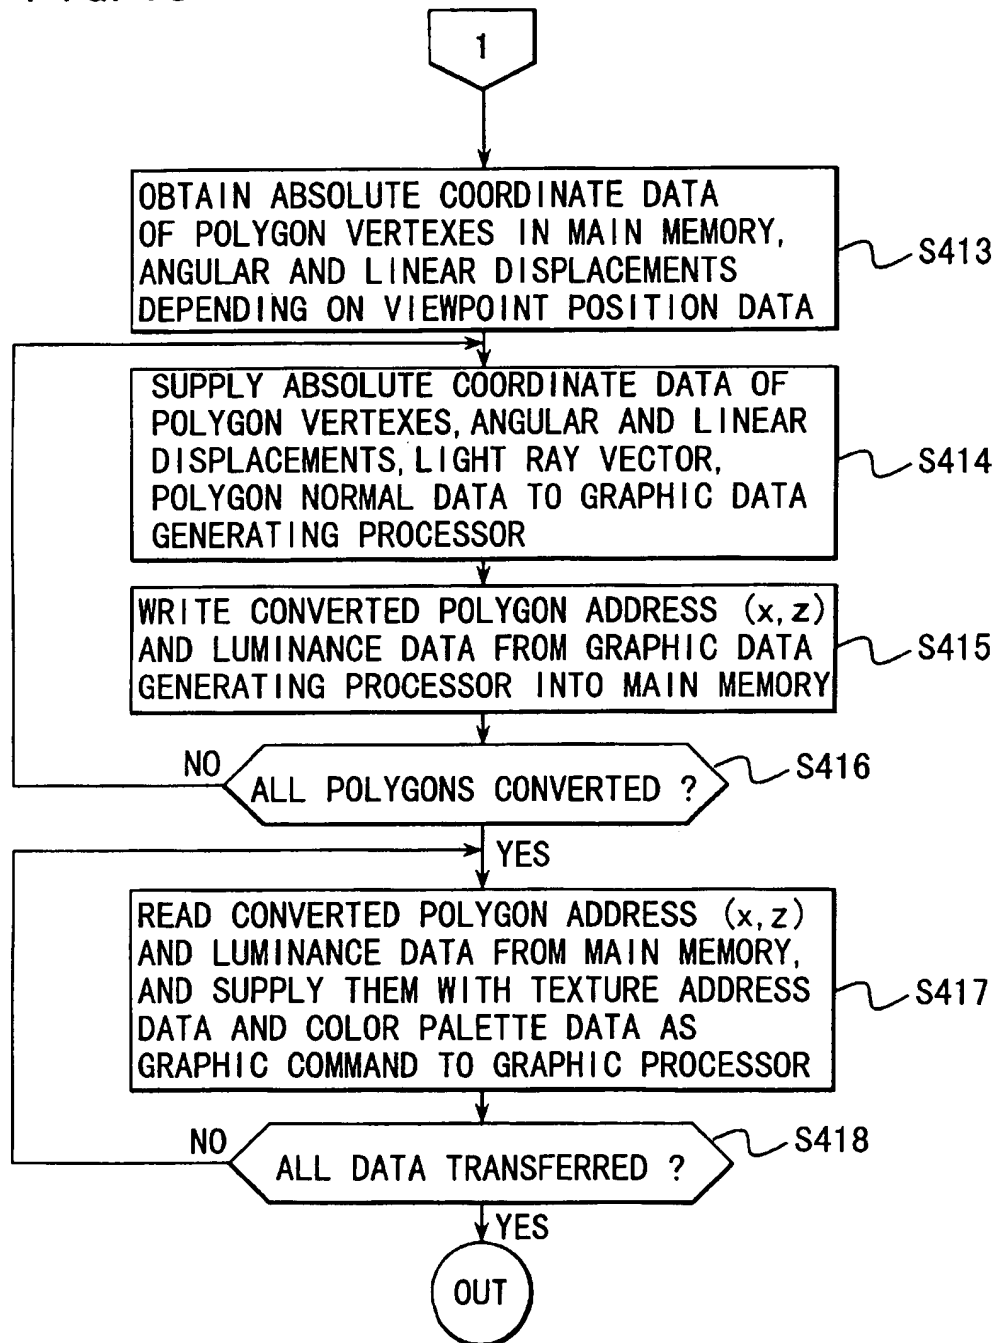 1
OBTAIN ABSOLUTE COORDINATE DATA
OF POLYGON VERTEXES IN MAIN MEMORY,
ANGULAR AND LINEAR DISPLACEMENTS
DEPENDING ON VIEWPOINT POSITION DATA
S413
SUPPLY ABSOLUTE COORDINATE DATA OF
POLYGON VERTEXES, ANGULAR AND LINEAR
DISPLACEMENTS, LIGHT RAY VECTOR,
POLYGON NORMAL DATA TO GRAPHIC DATA
GENERATING PROCESSOR
S414
WRITE CONVERTED POLYGON ADDRESS (x, z)
AND LUMINANCE DATA FROM GRAPHIC DATA
GENERATING PROCESSOR INTO MAIN MEMORY
S415
NO
ALL POLYGONS CONVERTED ?
S416
YES
READ CONVERTED POLYGON ADDRESS (x, z)
AND LUMINANCE DATA FROM MAIN MEMORY,
AND SUPPLY THEM WITH TEXTURE ADDRESS
DATA AND COLOR PALETTE DATA AS
GRAPHIC COMMAND TO GRAPHIC PROCESSOR
S417
NO
ALL DATA TRANSFERRED ?
S418
YES
OUT